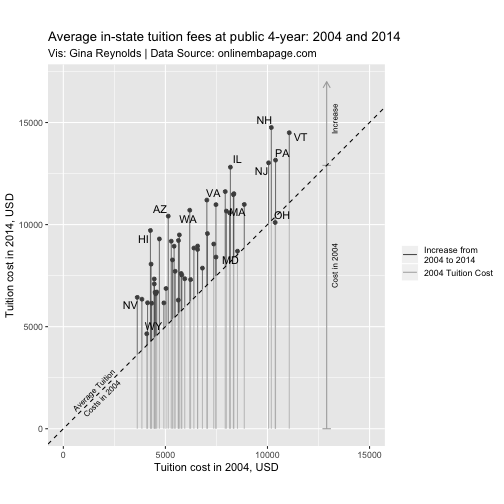 Average in-state tuition fees at public 4-year: 2004 and 2014
Vis: Gina Reynolds | Data Source: onlinembapage.com
Tuition cost in 2014, USD
15000
10000
5000
0
NH
VT
PA
IL
NJ
Increase
AZ
VA
MA
OH
WA
HI
MD
Cost in 2004
NV
WY
Average Tuition
Costs in 2004
0
5000
10000
15000
Tuition cost in 2004, USD
Increase from
2004 to 2014
2004 Tuition Cost